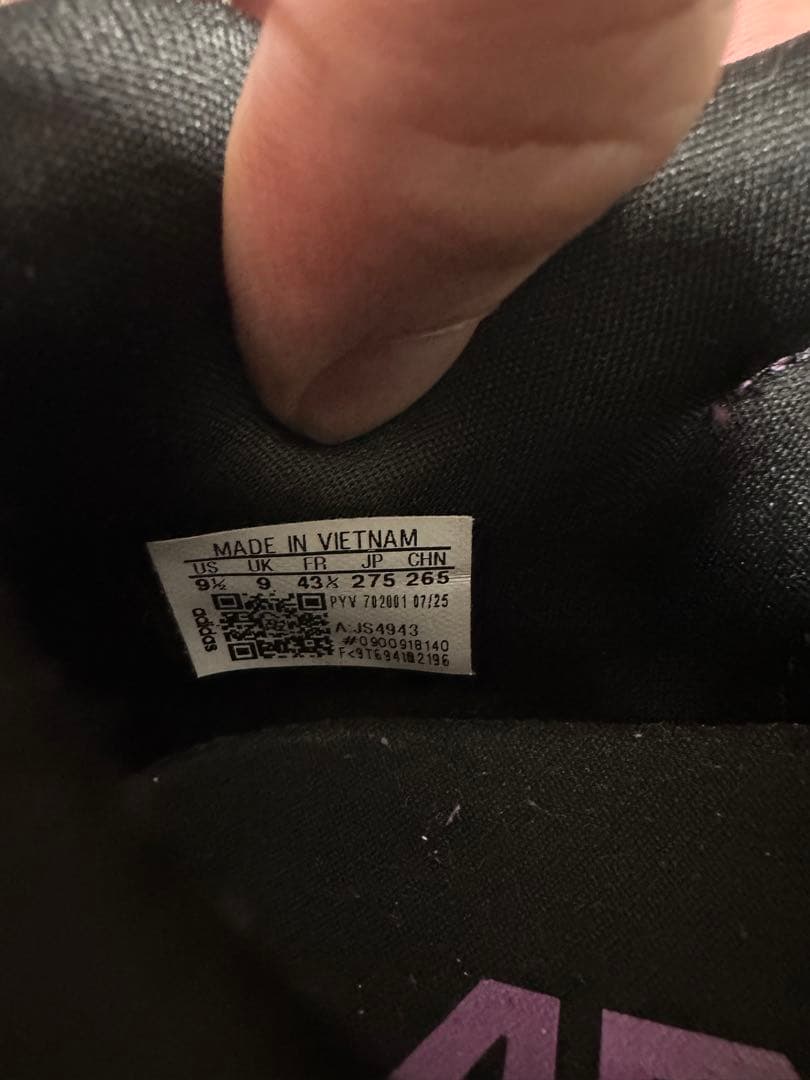 MADE IN VIETNAM
US UK FR JP CHN
9½ 9 43⅓ 275 265
adidas
PYV 702001 07/25
A:JS4943
#0900918140